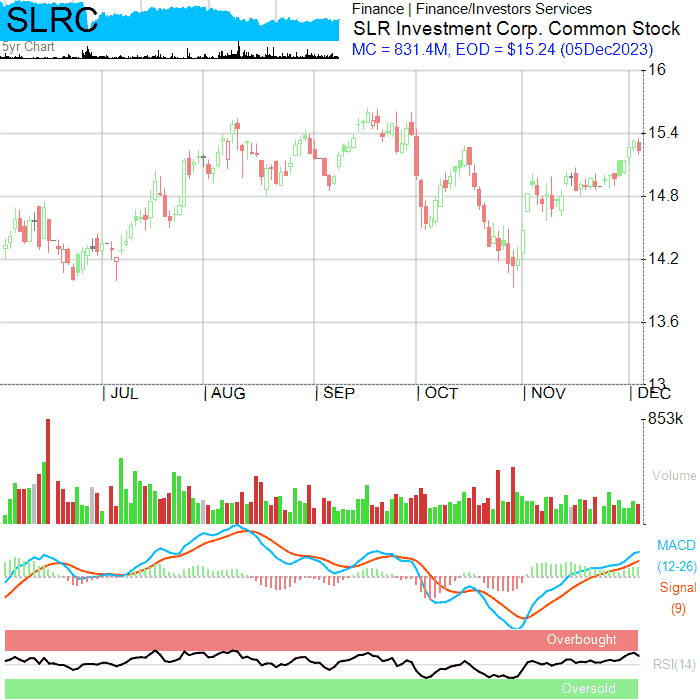 SLRC
5yr Chart
Finance | Finance/Investors Services
SLR Investment Corp. Common Stock
MC = 831.4M, EOD = $15.24 (05Dec2023)
16
15.4
14.8
14.2
13.6
13
| JUL | AUG | SEP | OCT | NOV | DEC
853k
Volume
MACD
(12-26)
Signal
(9)
Overbought
RSI(14)
Oversold